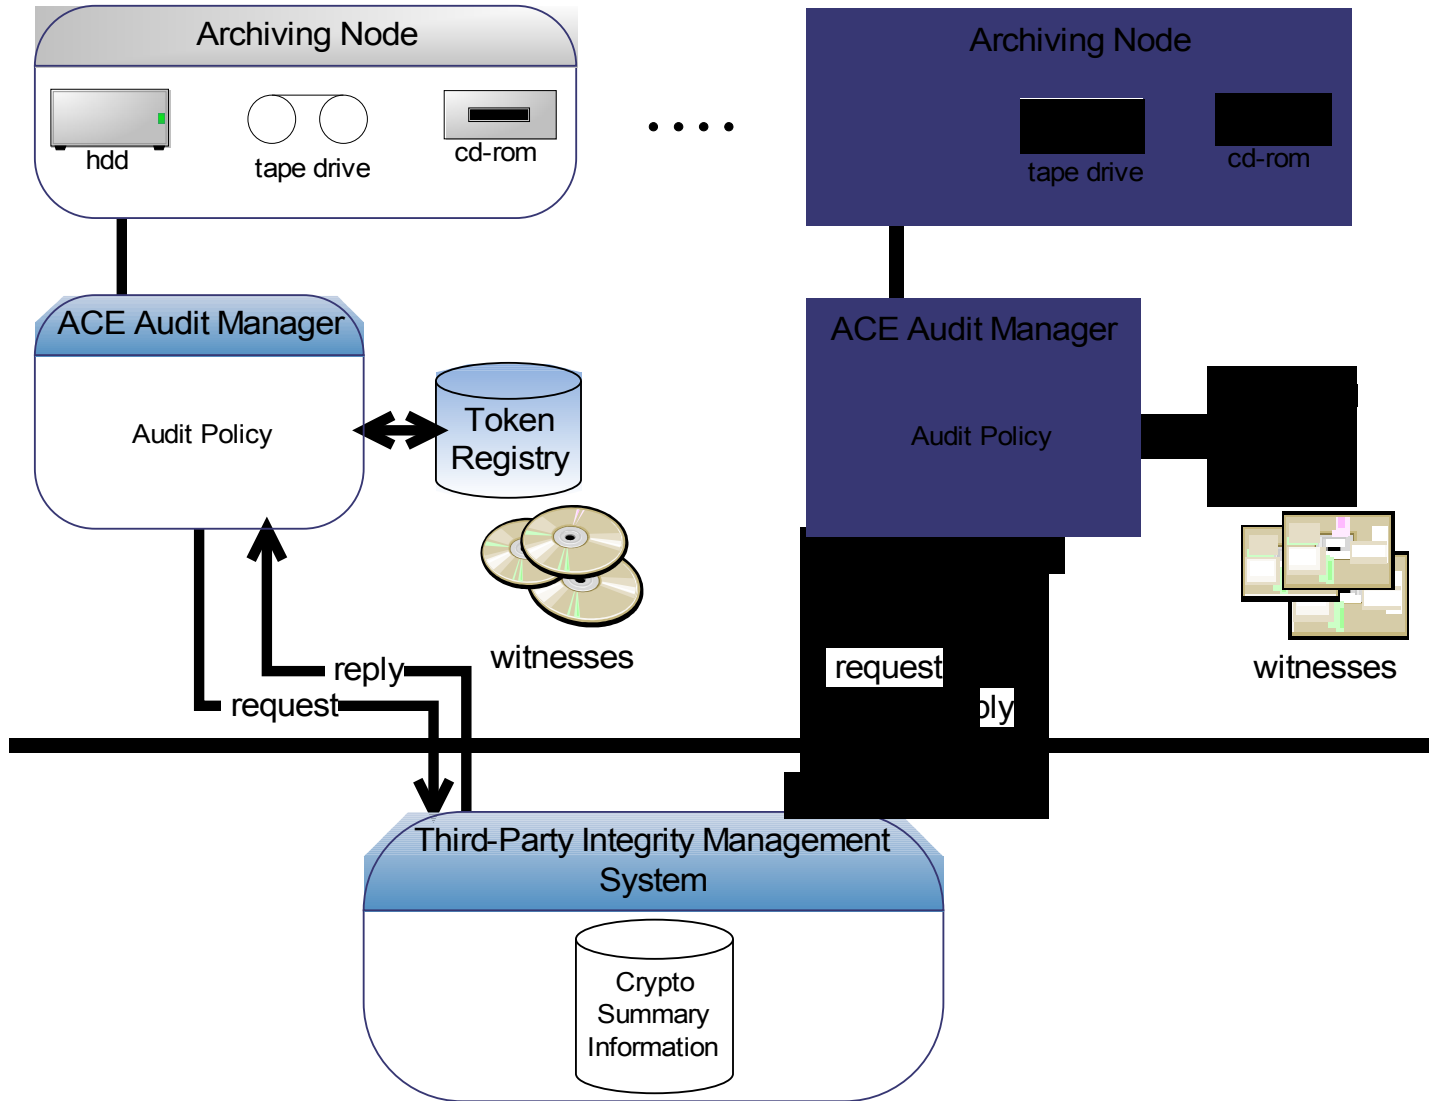 Archiving Node
hdd
tape drive
cd-rom
Archiving Node
tape drive
cd-rom
ACE Audit Manager
Audit Policy
Token
Registry
witnesses
reply
request
ACE Audit Manager
Audit Policy
witnesses
request
Third-Party Integrity Management
System
Crypto
Summary
Information